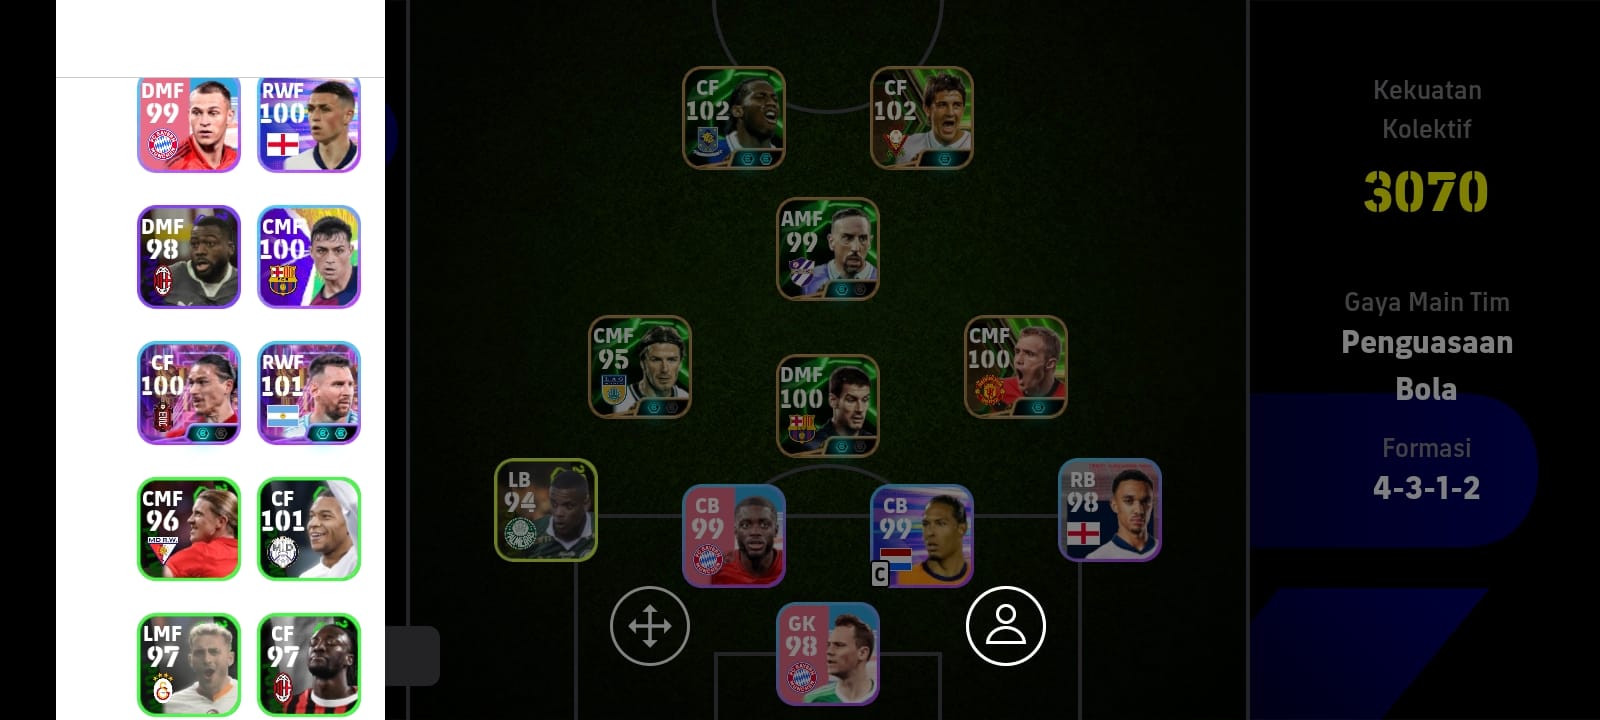 DMF
99
RWF
100
DMF
98
CMF
100
CF
100
RWF
101
CMF
96
MD R.W.
CF
101
LMF
97
CF
97
CF
102
CF
102
AMF
99
CMF
95
DMF
100
CMF
100
LB
94
CB
99
CB
99
C
RB
98
GK
98
Kekuatan
Kolektif
3070
Gaya Main Tim
Penguasaan
Bola
Formasi
4-3-1-2